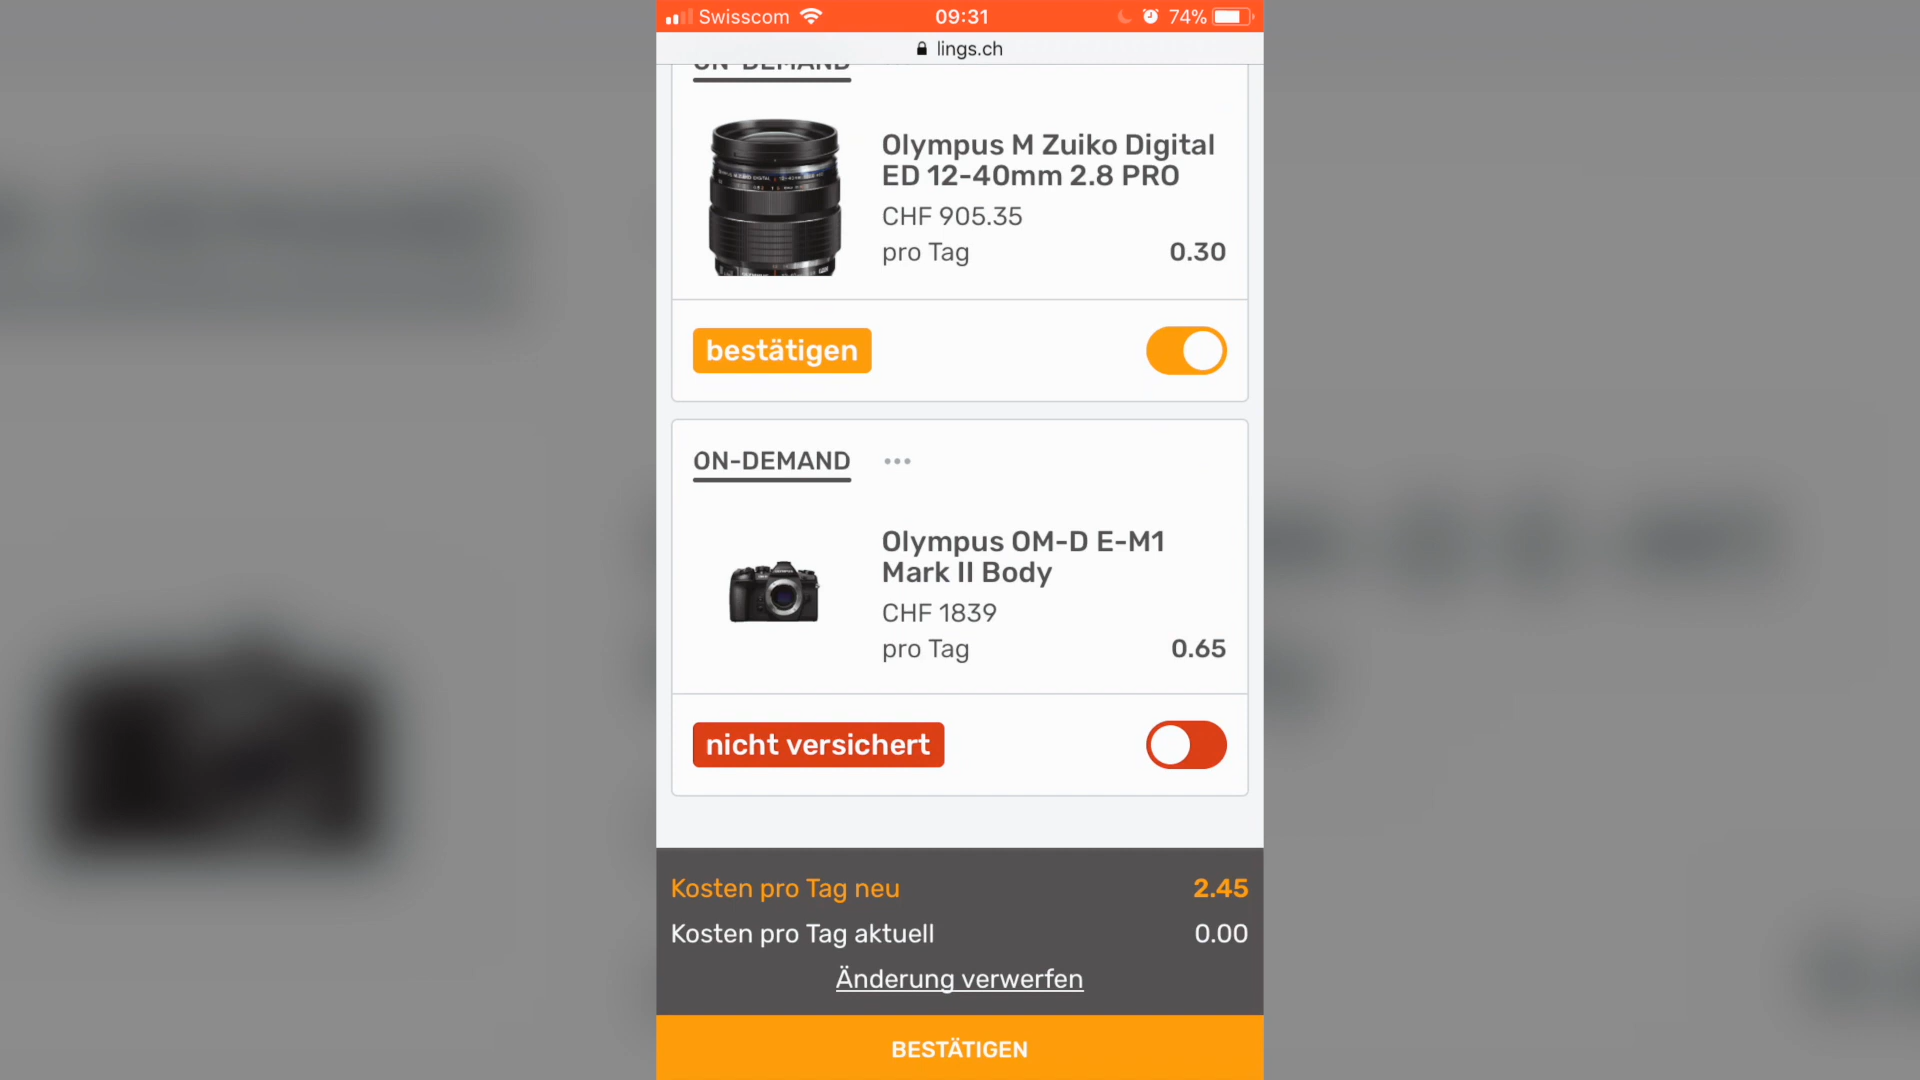 Swisscom 09:31 74%
lings.ch
ON-DEMAND
Olympus M Zuiko Digital
ED 12-40mm 2.8 PRO
CHF 905.35
pro Tag 0.30
bestätigen
ON-DEMAND
Olympus OM-D E-M1
Mark II Body
CHF 1839
pro Tag 0.65
nicht versichert
Kosten pro Tag neu 2.45
Kosten pro Tag aktuell 0.00
Änderung verwerfen
BESTÄTIGEN